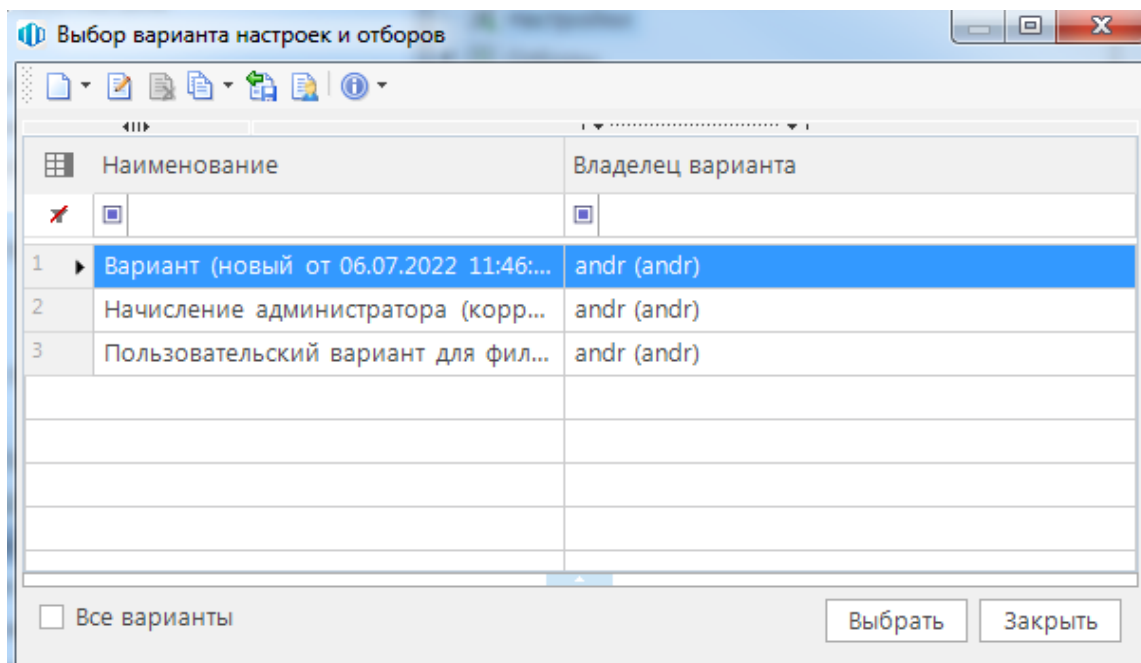 Выбор варианта настроек и отборов
Наименование Владелец варианта
1 Вариант (новый от 06.07.2022 11:46:... andr (andr)
2 Начисление администратора (корр... andr (andr)
3 Пользовательский вариант для фил... andr (andr)
Все варианты Выбрать Закрыть